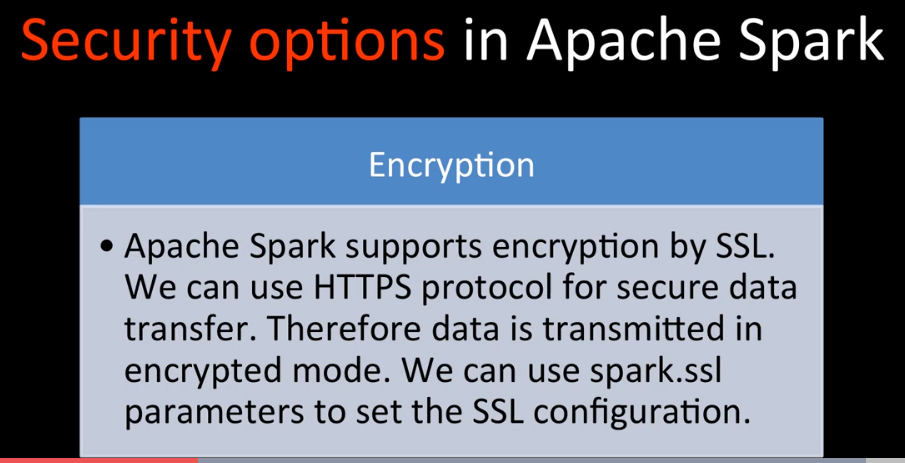 Security options in Apache Spark
Encryption
• Apache Spark supports encryption by SSL.
We can use HTTPS protocol for secure data
transfer. Therefore data is transmitted in
encrypted mode. We can use spark.ssl
parameters to set the SSL configuration.